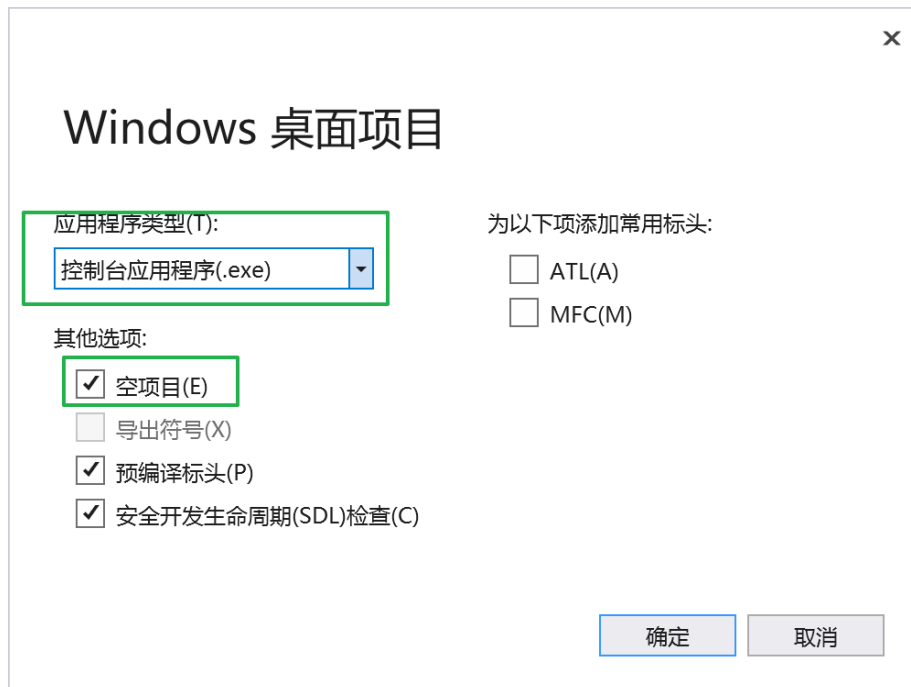 Windows 桌面项目
应用程序类型(T):
控制台应用程序(.exe)
其他选项:
空项目(E)
导出符号(X)
预编译标头(P)
安全开发生命周期(SDL)检查(C)
为以下项添加常用标头:
ATL(A)
MFC(M)
确定
取消